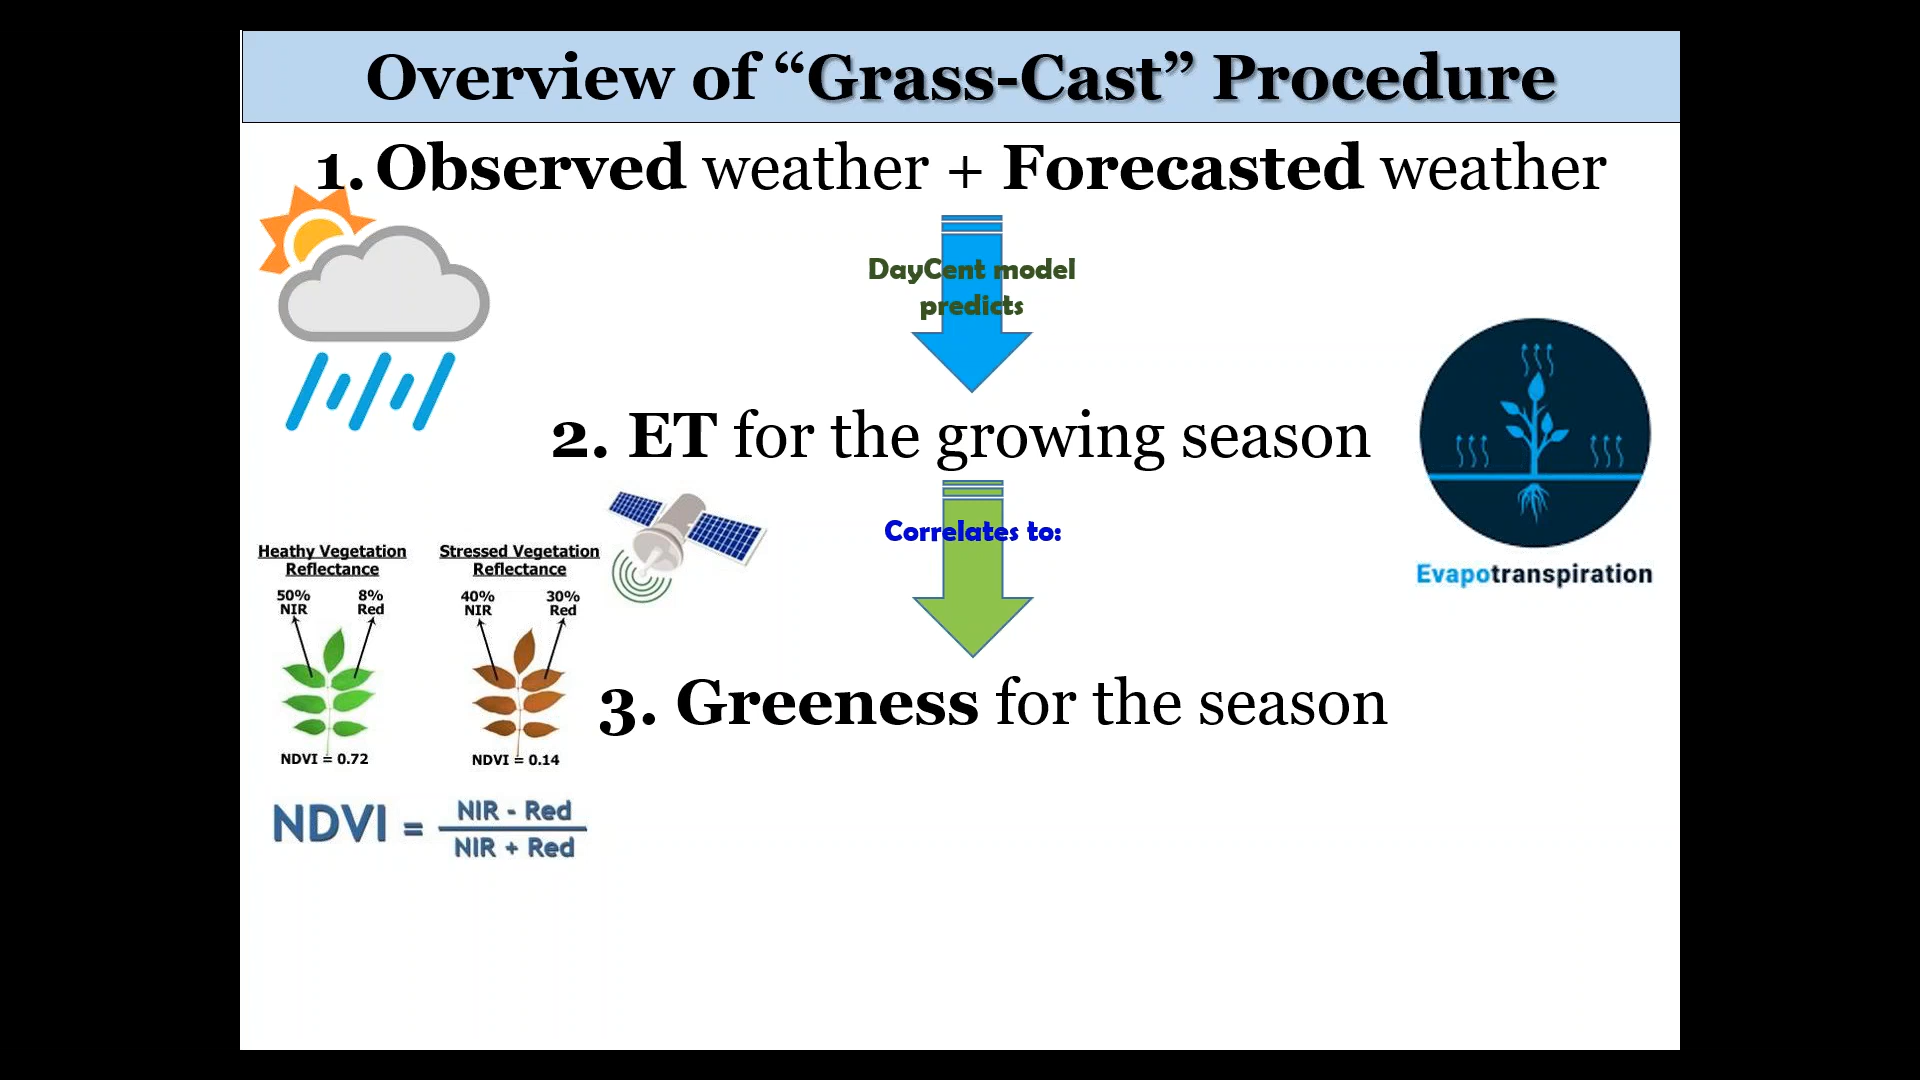 Overview of “Grass-Cast” Procedure
1. Observed weather + Forecasted weather
DayCent model
predicts
2. ET for the growing season
Evapotranspiration
Correlates to:
Heathy Vegetation
Reflectance
50%
NIR
8%
Red
NDVI = 0.72
Stressed Vegetation
Reflectance
40%
NIR
30%
Red
NDVI = 0.14
3. Greeness for the season
NDVI = NIR - Red
NIR + Red